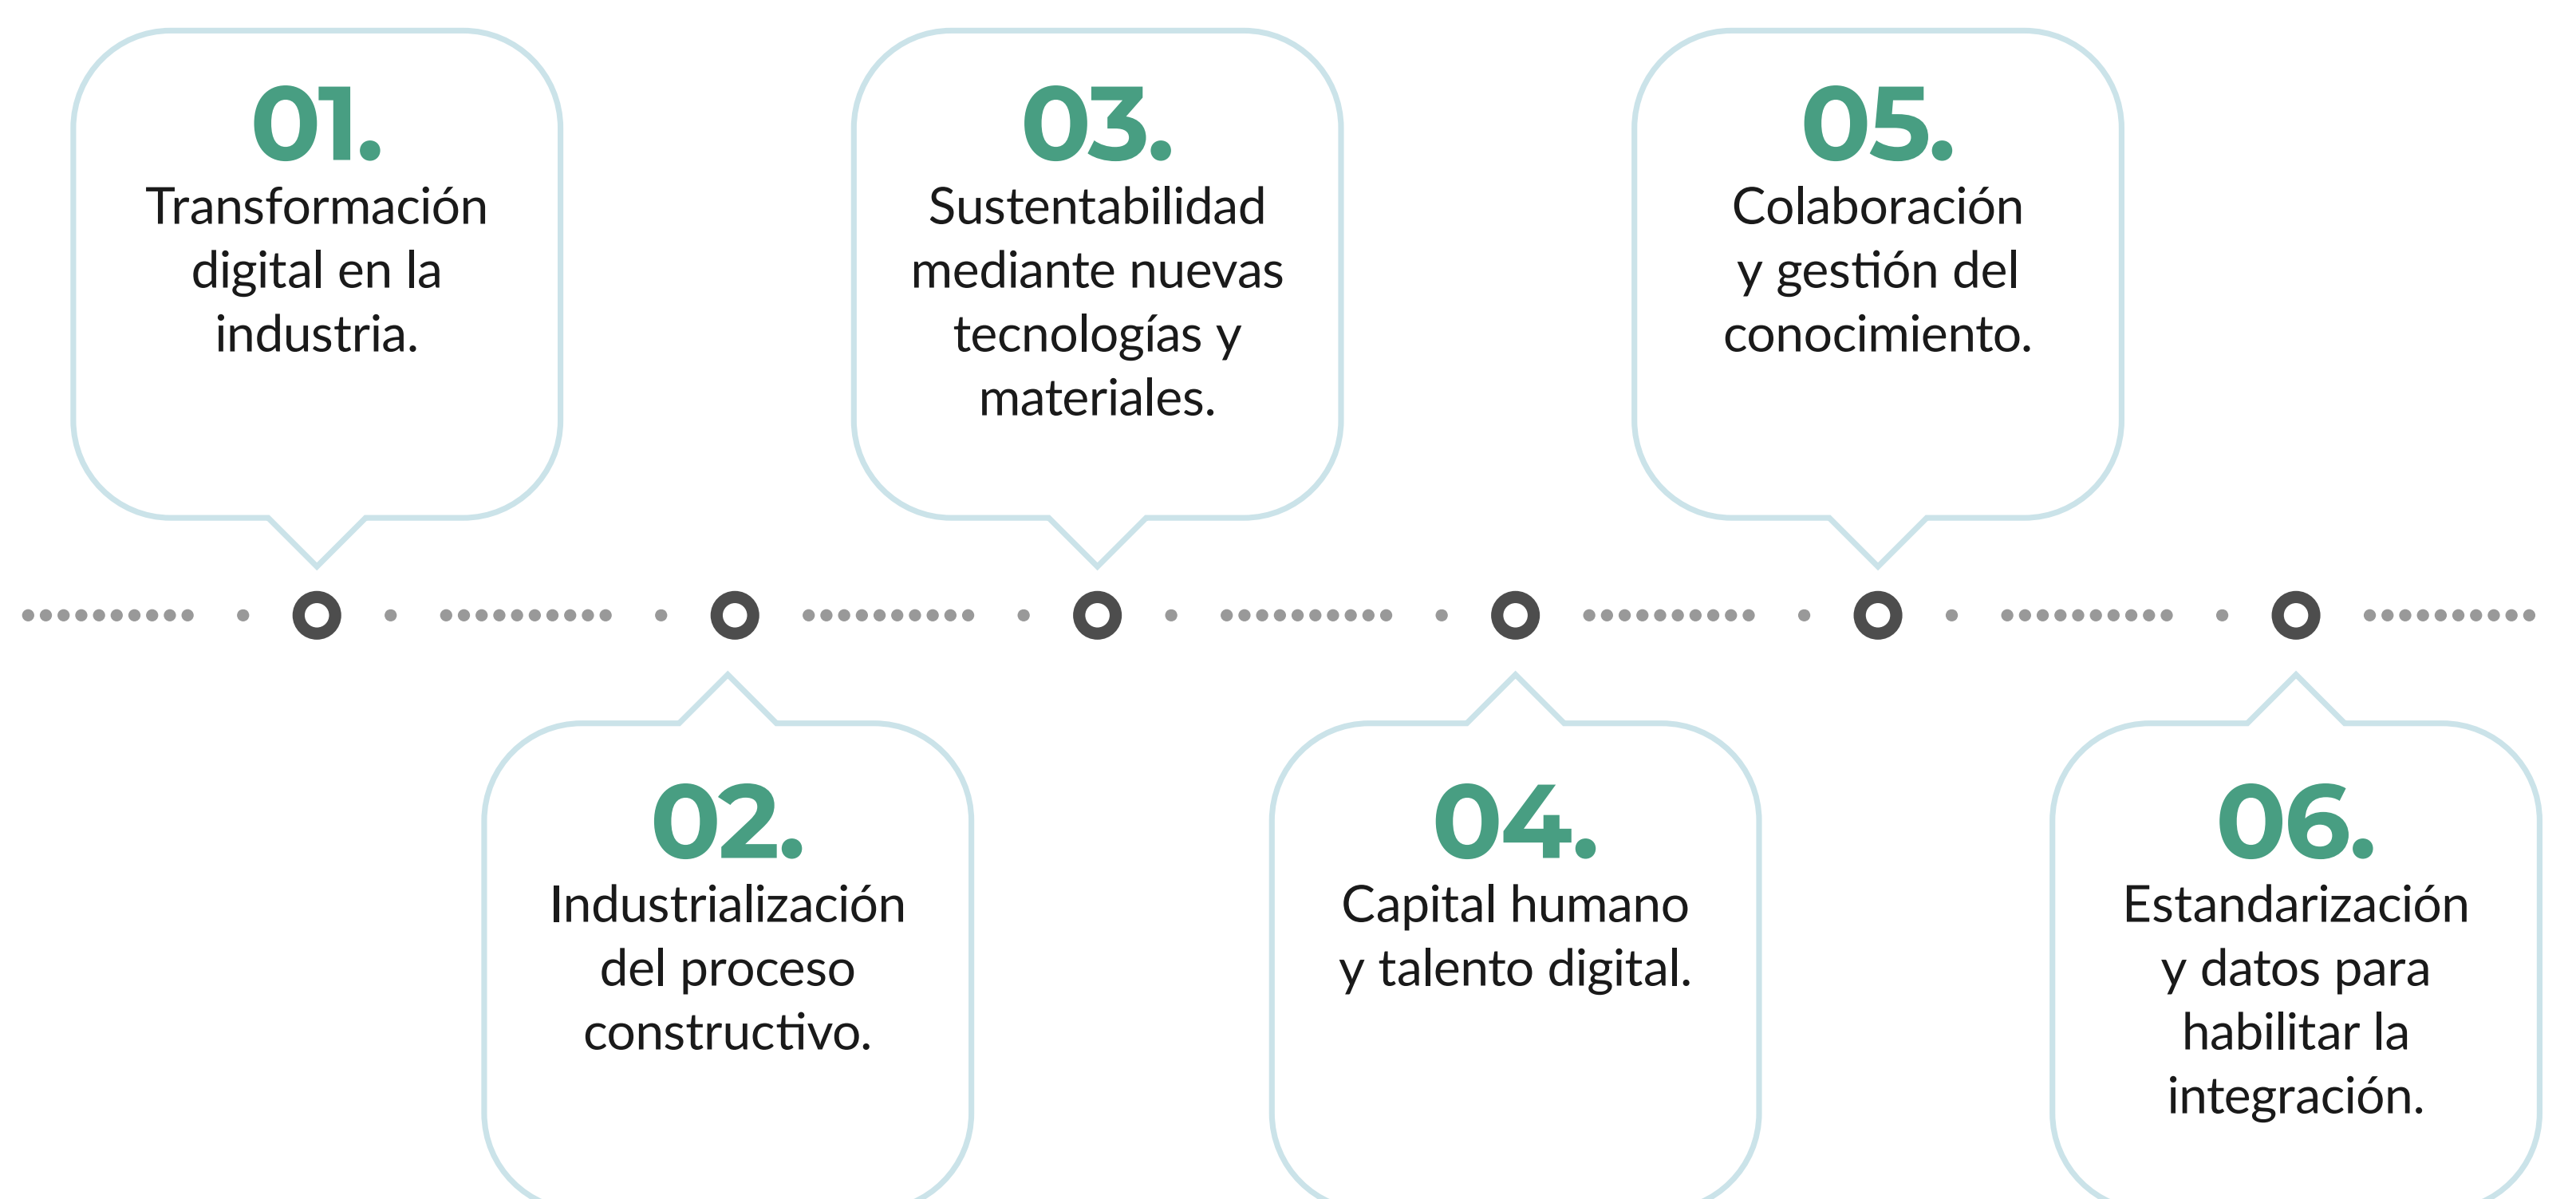 01.
Transformación
digital en la
industria.
02.
Industrialización
del proceso
constructivo.
03.
Sustentabilidad
mediante nuevas
tecnologías y
materiales.
04.
Capital humano
y talento digital.
05.
Colaboración
y gestión del
conocimiento.
06.
Estandarización
y datos para
habilitar la
integración.